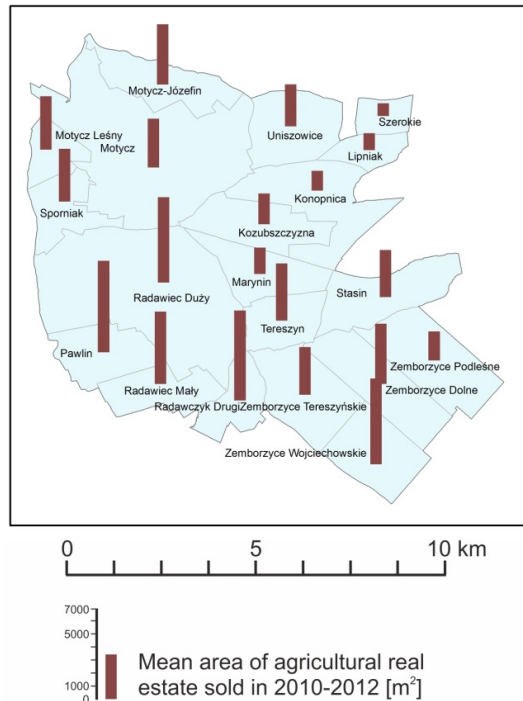 Motycz-Józefin
Szerokie
Motycz Leśny
Uniszowice
Motycz
Lipniak
Konopnica
Sporniak
Kozubszczyzna
Marynin
Stasin
Radawiec Duży
Tereszyn
Pawlin
Zemborzyce Podleśne
Radawiec Mały
Zemborzyce Dolne
Radawczyk Drugi
Zemborzyce Tereszyńskie
Zemborzyce Wojciechowskie
0 5 10 km
7000
5000
1000
0
Mean area of agricultural real
estate sold in 2010-2012 [m²]